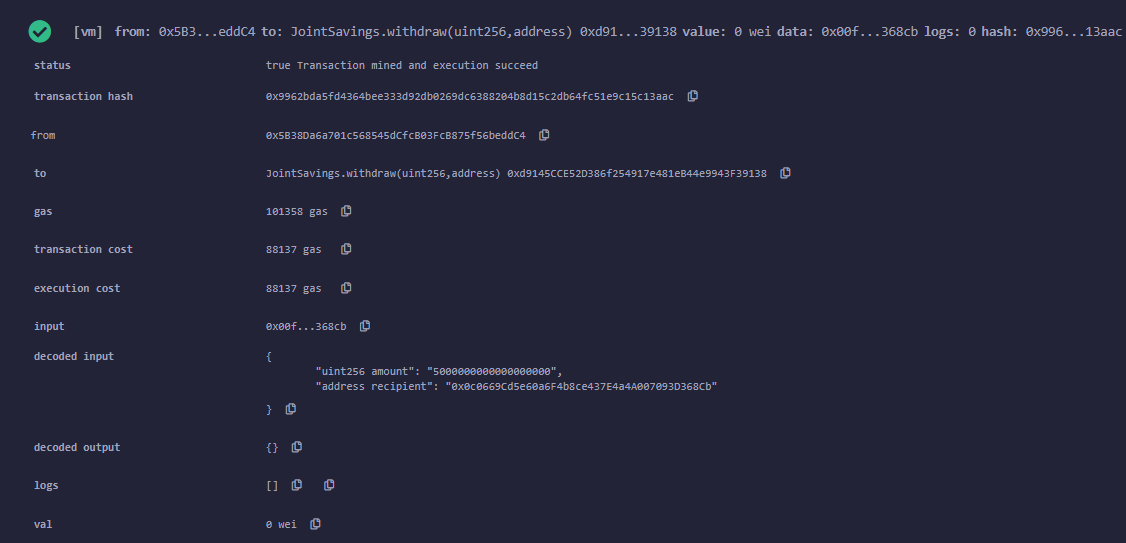 [vm] from: 0x5B3...eddC4 to: JointSavings.withdraw(uint256,address) 0xd91...39138 value: 0 wei data: 0x00f...368cb logs: 0 hash: 0x996...13aac
status true Transaction mined and execution succeed
transaction hash 0x9962bda5fd4364bee333d92db0269dc6388204b8d15c2db64fc51e9c15c13aac
from 0x5B38Da6a701c568545dCfcB03FcB875f56beddC4
to JointSavings.withdraw(uint256,address) 0xd9145CCE52D386f254917e481eB44e9943F39138
gas 101358 gas
transaction cost 88137 gas
execution cost 88137 gas
input 0x00f...368cb
decoded input {
"uint256 amount": "5000000000000000000",
"address recipient": "0x0c0669Cd5e60a6F4b8ce437E4a4A007093D368Cb"
}
decoded output {}
logs []
val 0 wei